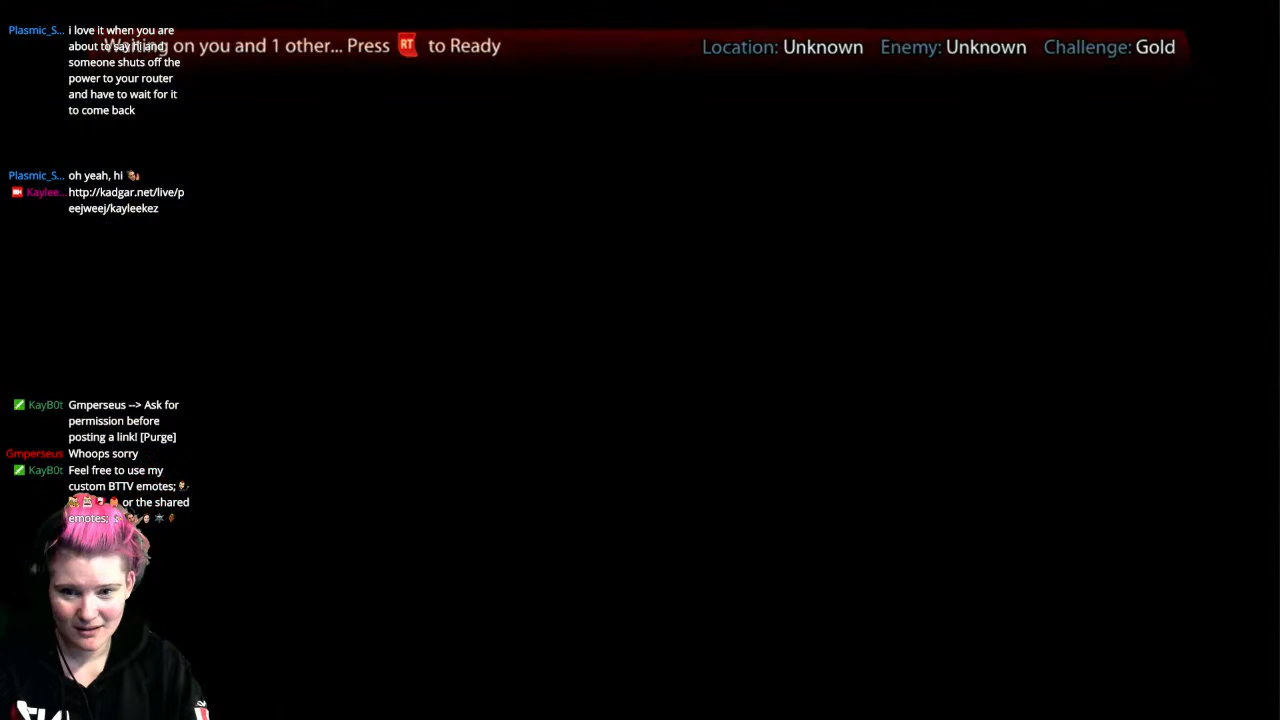 Plasmic_S... i love it when you are
about to say hi and
someone shuts off the
power to your router
and have to wait for it
to come back
Waiting on you and 1 other... Press RT to Ready
Location: Unknown Enemy: Unknown Challenge: Gold
Plasmic_S... oh yeah, hi
Kaylee... http://kadgar.net/live/p
eejweej/kayleekez
KayB0t Gmperseus --> Ask for
permission before
posting a link! [Purge]
Gmperseus Whoops sorry
KayB0t Feel free to use my
custom BTTV emotes;
or the shared
emotes;